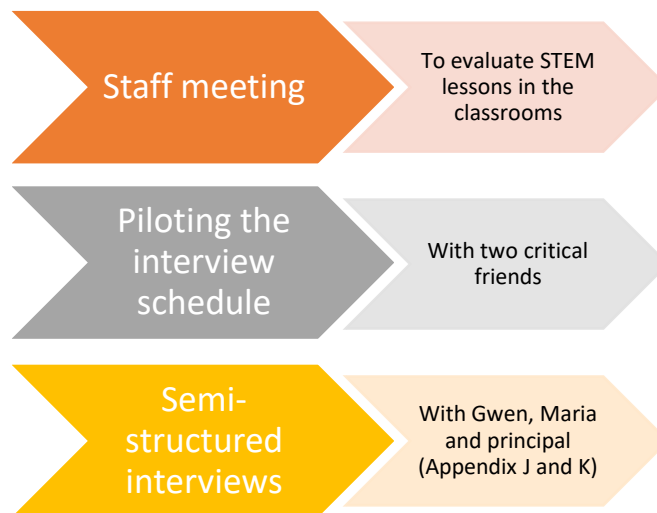 Staff meeting
To evaluate STEM
lessons in the
classrooms
Piloting the
interview
schedule
With two critical
friends
Semi-
structured
interviews
With Gwen, Maria
and principal
(Appendix J and K)